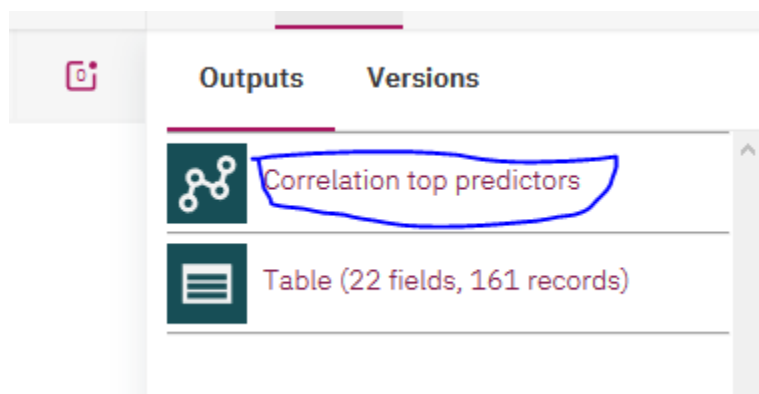 Outputs Versions
Correlation top predictors
Table (22 fields, 161 records)